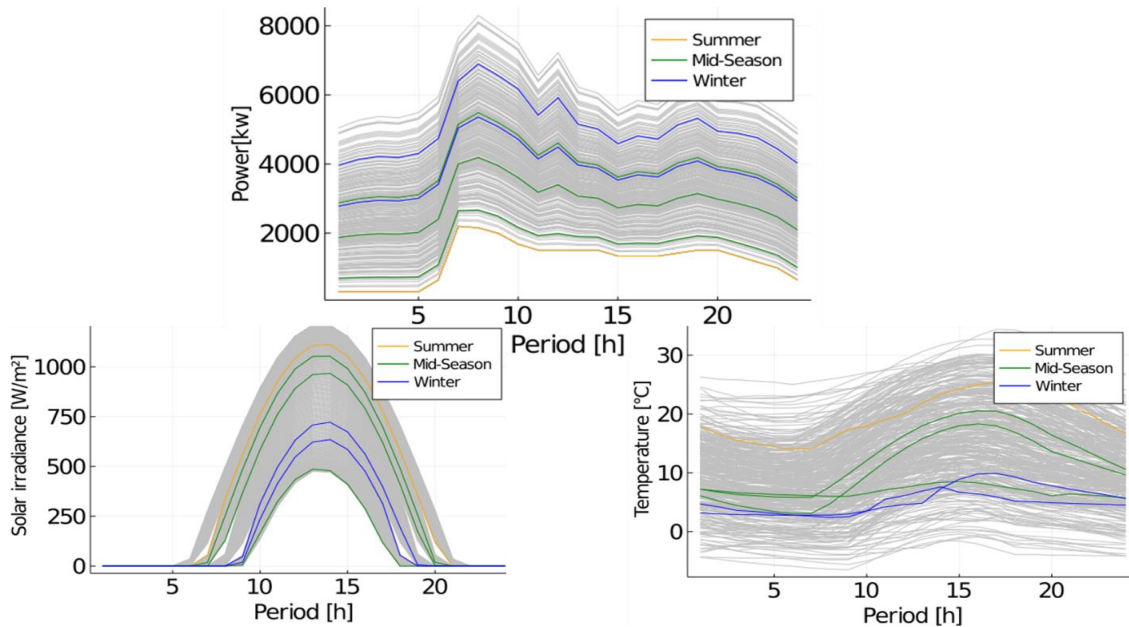 8000
6000
4000
2000
Power[kw]
Summer
Mid-Season
Winter
5
10
15
20
Period [h]
1000
750
500
250
0
Solar irradiance [W/m²]
Summer
Mid-Season
Winter
5
10
15
20
Period [h]
30
20
10
0
Temperature [°C]
Summer
Mid-Season
Winter
5
10
15
20
Period [h]